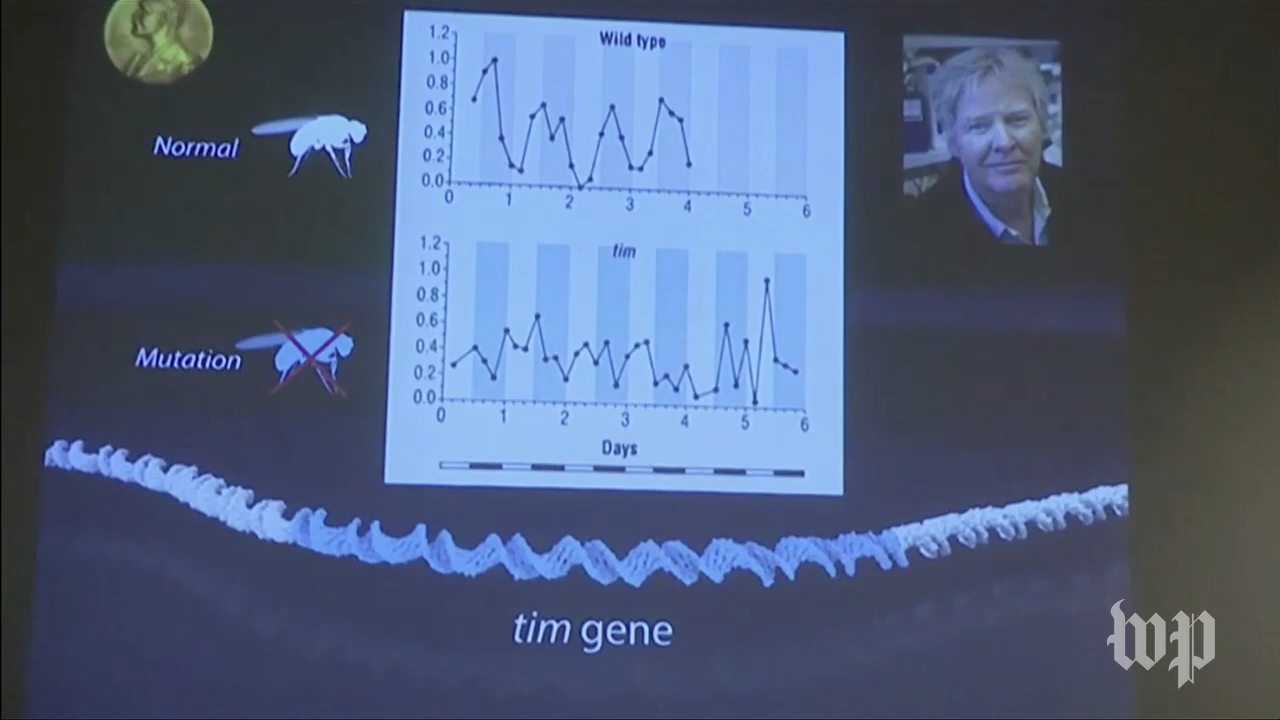 Wild type
1.2
1.0
0.8
0.6
0.4
0.2
0.0
0 1 2 3 4 5 6
Normal
tim
1.2
1.0
0.8
0.6
0.4
0.2
0.0
0 1 2 3 4 5 6
Mutation
Days
tim gene
wp